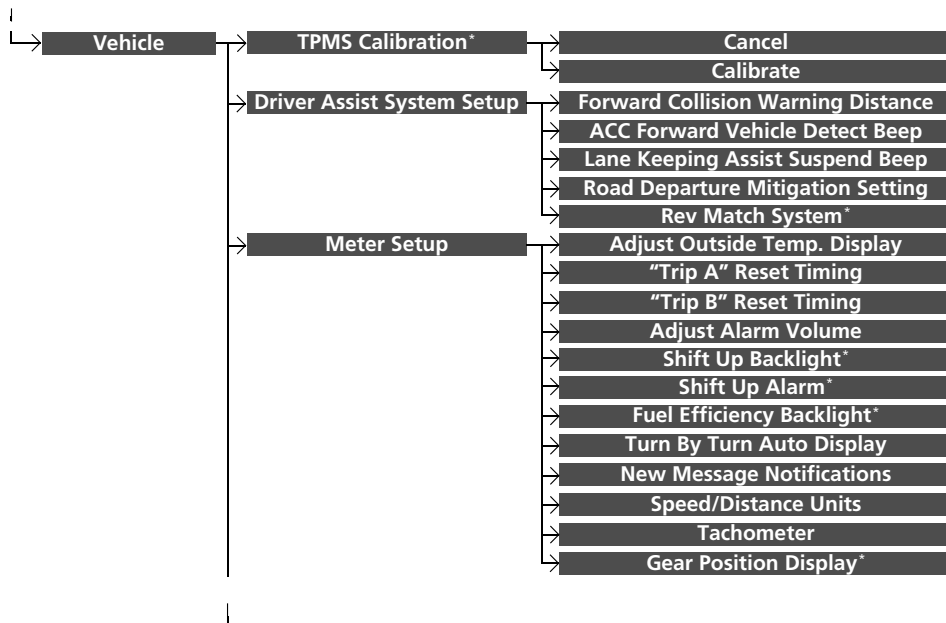 Vehicle
TPMS Calibration*
Cancel
Calibrate
Driver Assist System Setup
Forward Collision Warning Distance
ACC Forward Vehicle Detect Beep
Lane Keeping Assist Suspend Beep
Road Departure Mitigation Setting
Rev Match System*
Meter Setup
Adjust Outside Temp. Display
“Trip A” Reset Timing
“Trip B” Reset Timing
Adjust Alarm Volume
Shift Up Backlight*
Shift Up Alarm*
Fuel Efficiency Backlight*
Turn By Turn Auto Display
New Message Notifications
Speed/Distance Units
Tachometer
Gear Position Display*